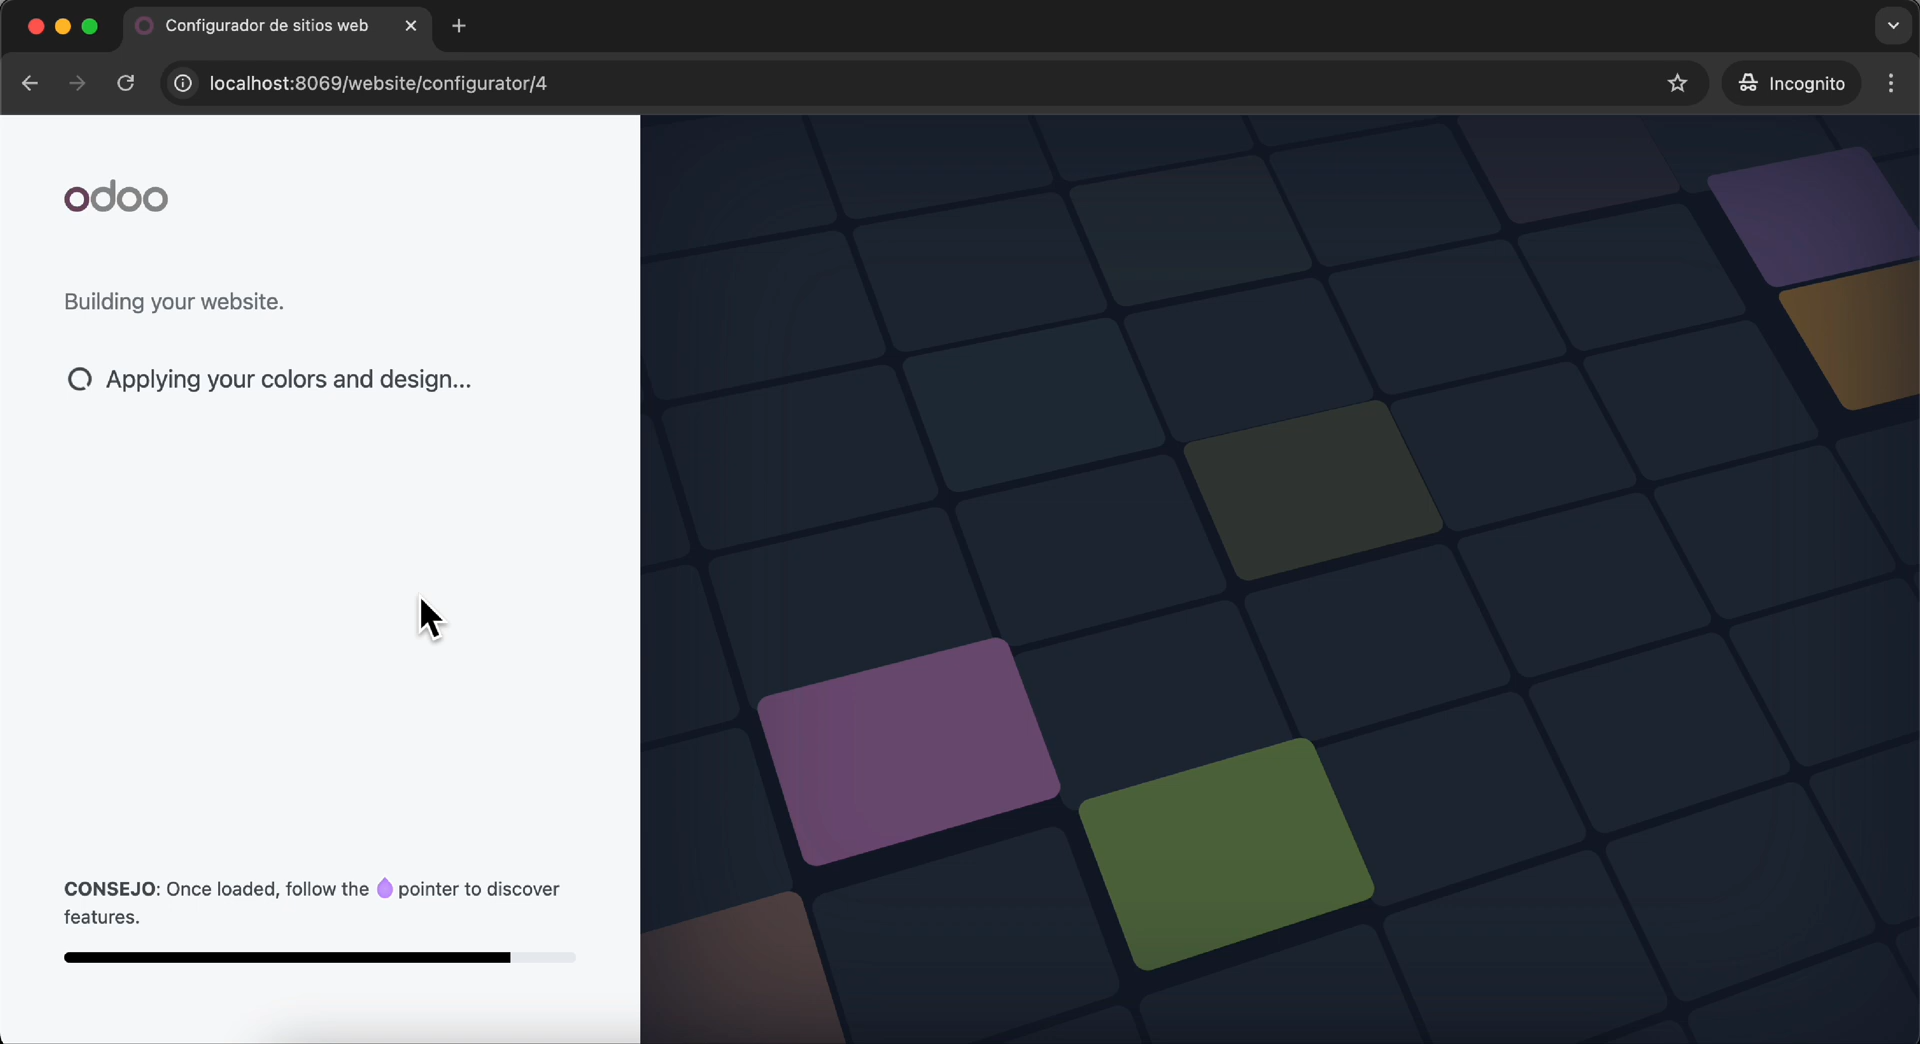 Configurador de sitios web
localhost:8069/website/configurator/4
Incognito
odoo
Building your website.
Applying your colors and design...
CONSEJO: Once loaded, follow the pointer to discover
features.